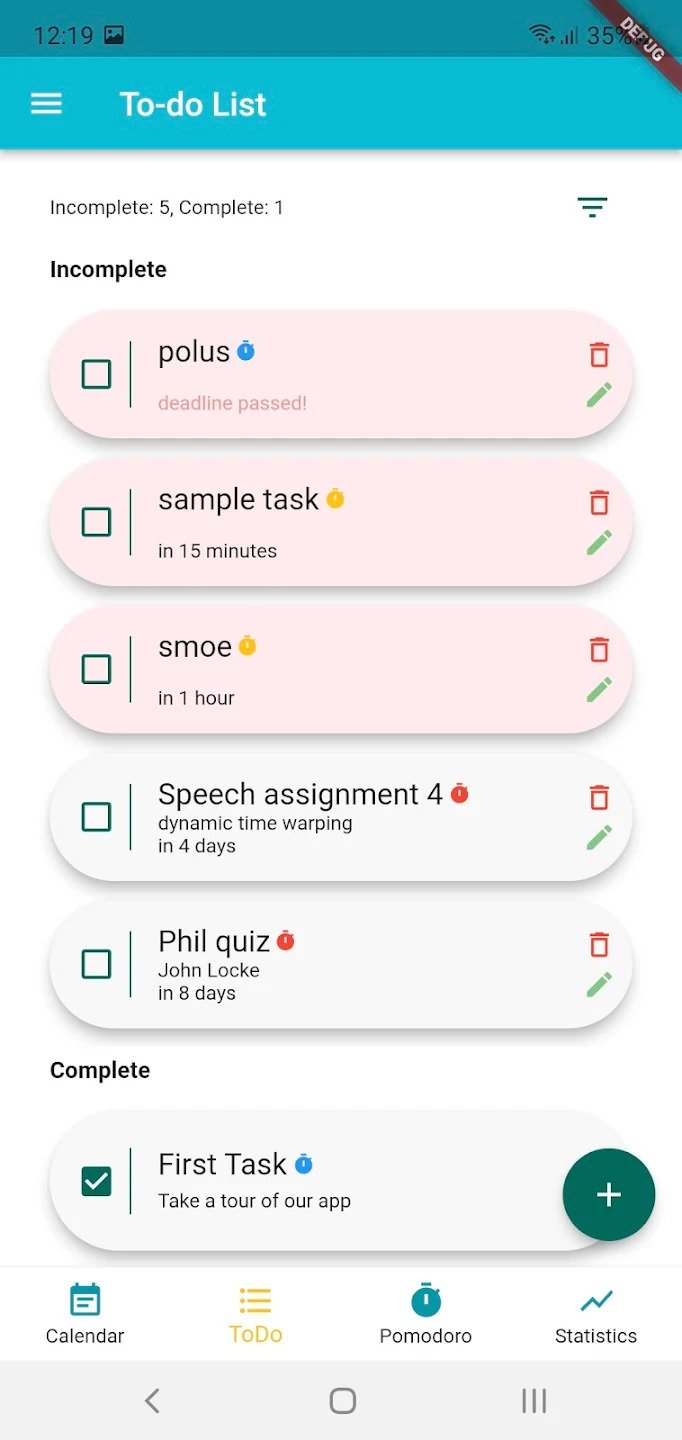 12:19
35%
DEBUG
To-do List
Incomplete: 5, Complete: 1
Incomplete
polus
deadline passed!
sample task
in 15 minutes
smoe
in 1 hour
Speech assignment 4
dynamic time warping
in 4 days
Phil quiz
John Locke
in 8 days
Complete
First Task
Take a tour of our app
Calendar
ToDo
Pomodoro
Statistics